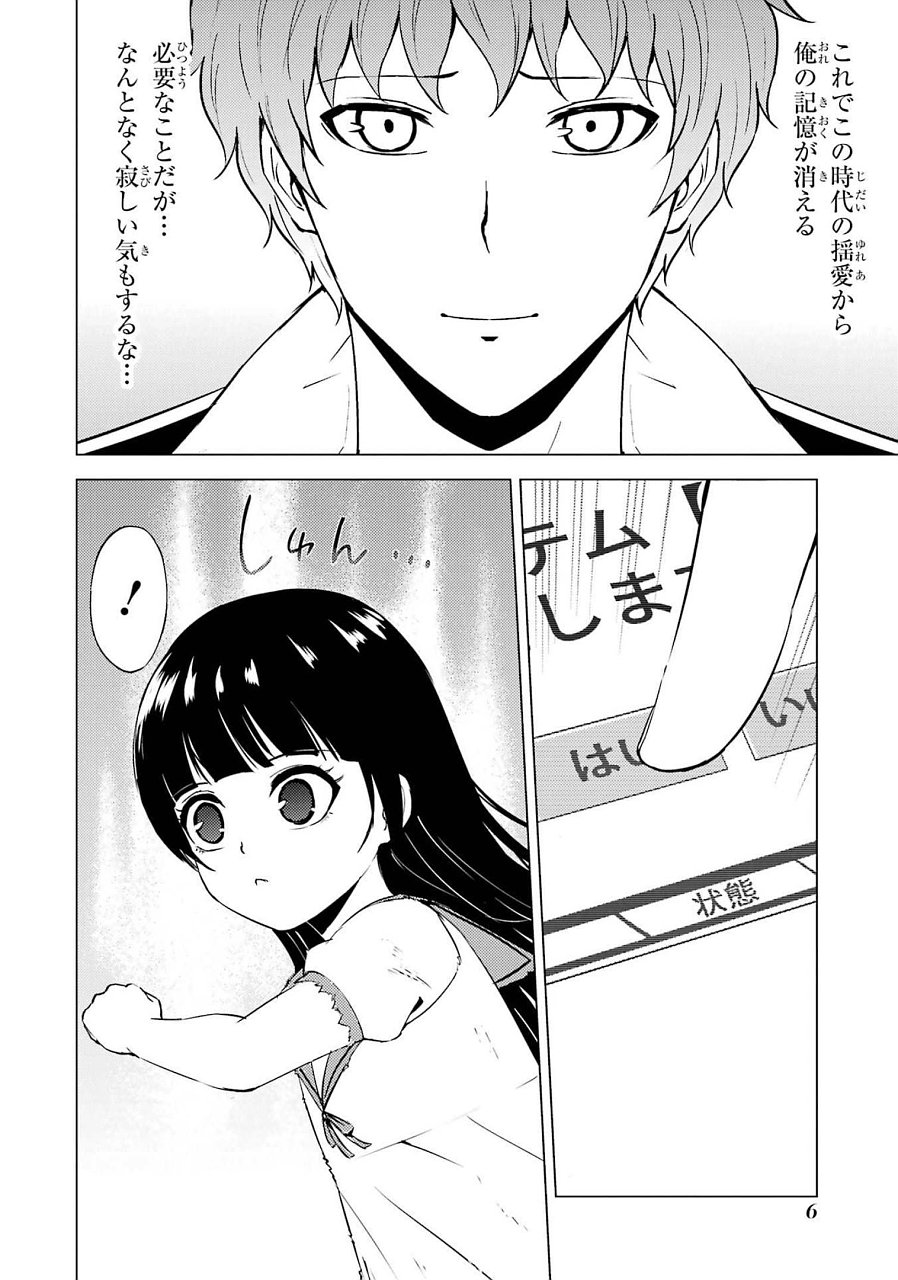 これでこの時代の揺愛から
俺の記憶が消える
必要なことだが…
なんとなく寂しい気もするな…
テム
します
はい
いい
状態
しゅん…
!
6